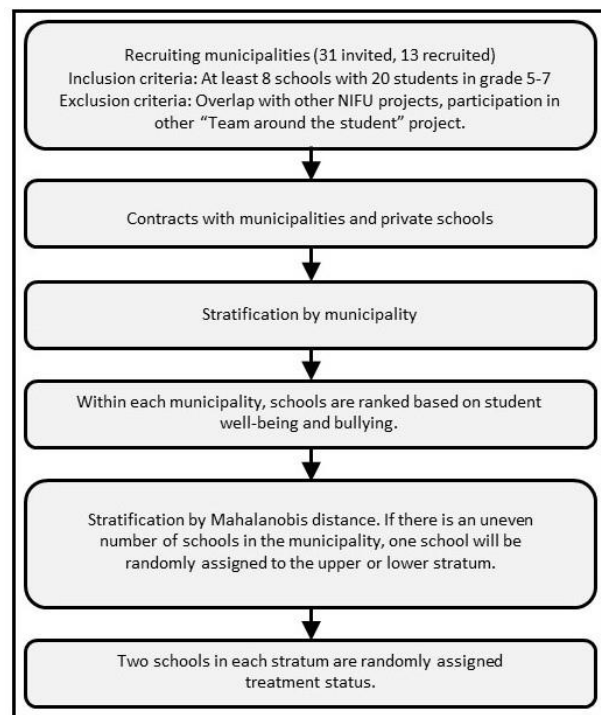 Recruiting municipalities (31 invited, 13 recruited)
Inclusion criteria: At least 8 schools with 20 students in grade 5-7
Exclusion criteria: Overlap with other NIFU projects, participation in
other “Team around the student” project.
Contracts with municipalities and private schools
Stratification by municipality
Within each municipality, schools are ranked based on student
well-being and bullying.
Stratification by Mahalanobis distance. If there is an uneven
number of schools in the municipality, one school will be
randomly assigned to the upper or lower stratum.
Two schools in each stratum are randomly assigned
treatment status.